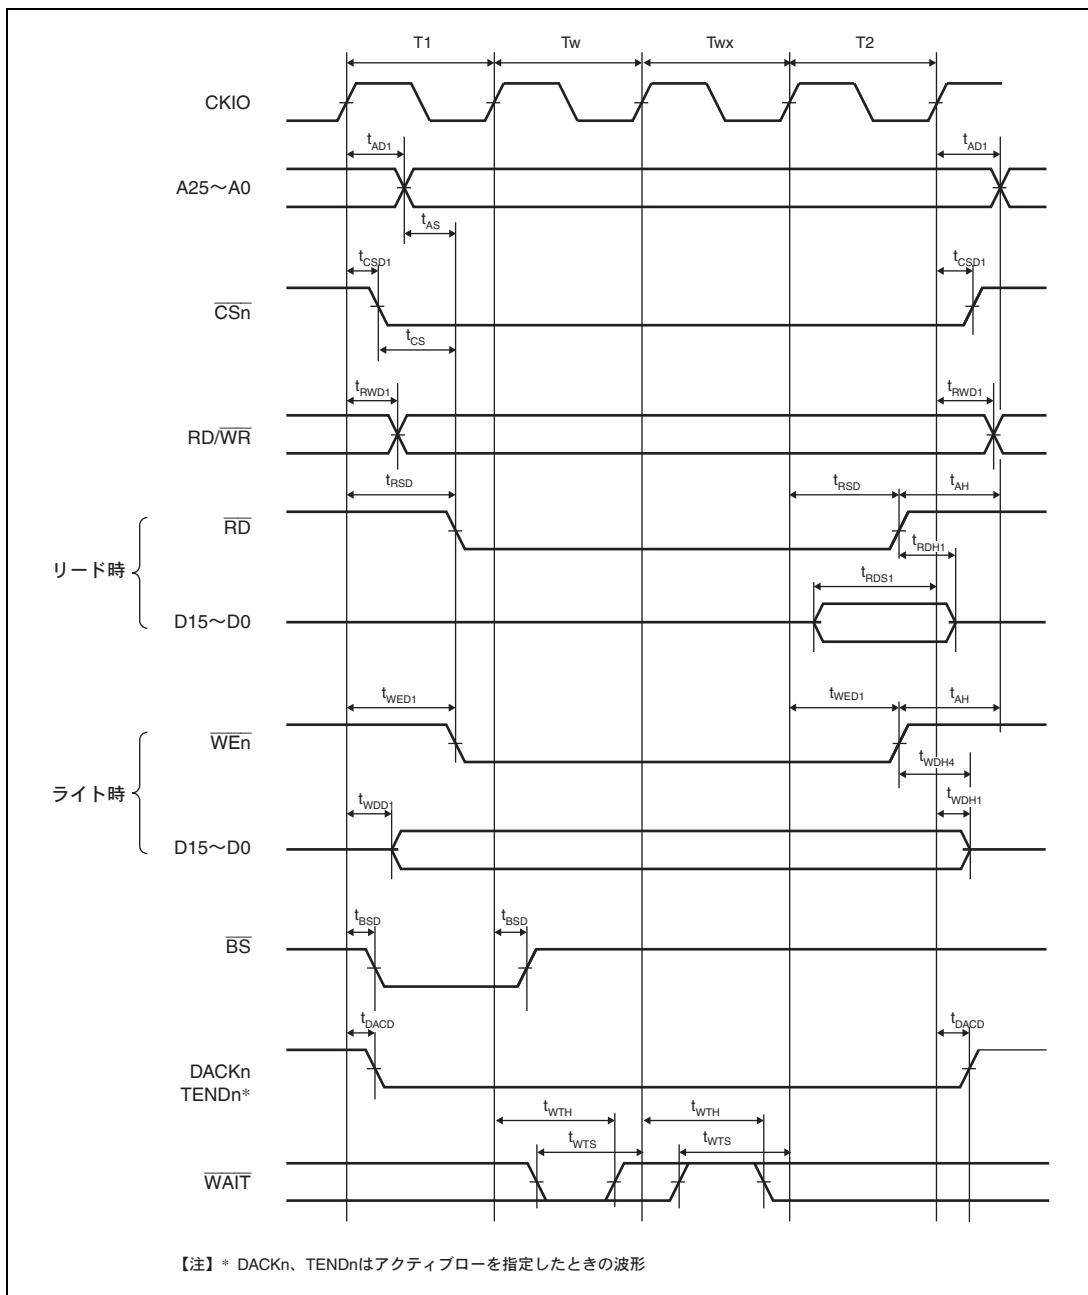 T1 Tw Twx T2
CKIO
tAD1 tAD1
A25～A0
tAS
tCSD1 tCSD1
CSn
tCS
tRWD1 tRWD1
RD/WR
tRSD tRSD tAH
RD
tRDH1
リード時
tRDS1
D15～D0
tWED1 tWED1 tAH
WEn
tWDH4
ライト時
tWDD1 tWDH1
D15～D0
tBSD tBSD
BS
tDACD tDACD
DACKn
TENDn*
tWTH tWTH
tWTS tWTS
WAIT
【注】* DACKn、TENDnはアクティブローを指定したときの波形